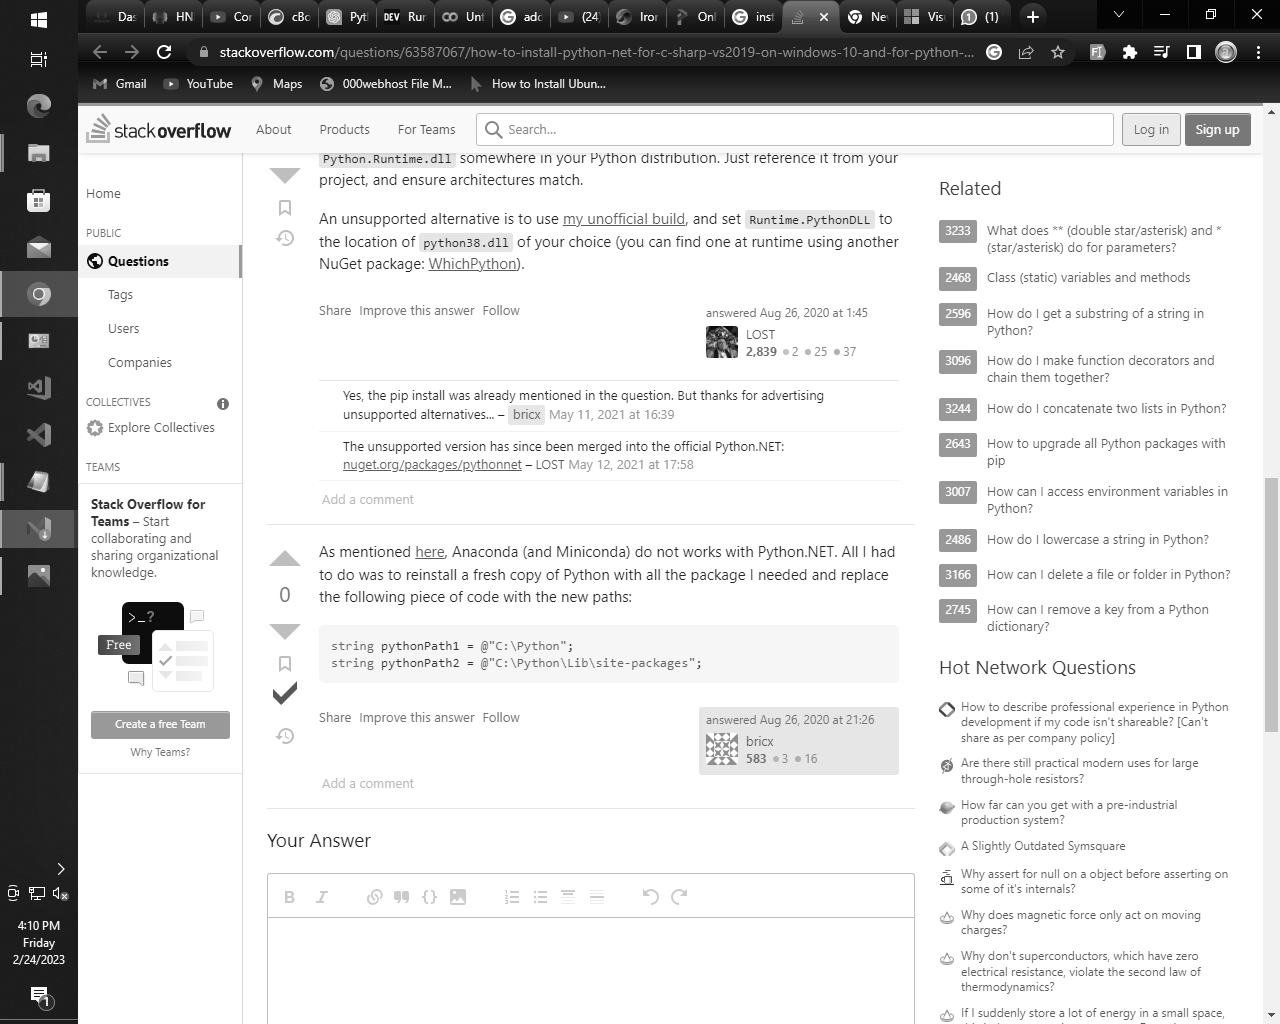 Das
HN
Cor
cBo
Pyt
DEV Rur
Unt
adc
(24)
Iror
Onl
inst
Nev
Vis
(1)
stackoverflow.com/questions/63587067/how-to-install-python-net-for-c-sharp-vs2019-on-windows-10-and-for-python-...
Gmail
YouTube
Maps
000webhost File M...
How to Install Ubun...
stackoverflow
About
Products
For Teams
Search...
Log in
Sign up
Home
PUBLIC
Questions
Tags
Users
Companies
COLLECTIVES
Explore Collectives
TEAMS
Stack Overflow for
Teams – Start
collaborating and
sharing organizational
knowledge.
>_?
Free
Create a free Team
Why Teams?
Python.Runtime.dll somewhere in your Python distribution. Just reference it from your
project, and ensure architectures match.
An unsupported alternative is to use my unofficial build, and set Runtime.PythonDLL to
the location of python38.dll of your choice (you can find one at runtime using another
NuGet package: WhichPython).
Share Improve this answer Follow
answered Aug 26, 2020 at 1:45
LOST
2,839 2 25 37
Yes, the pip install was already mentioned in the question. But thanks for advertising
unsupported alternatives... – bricx May 11, 2021 at 16:39
The unsupported version has since been merged into the official Python.NET:
nuget.org/packages/pythonnet – LOST May 12, 2021 at 17:58
Add a comment
0
As mentioned here, Anaconda (and Miniconda) do not works with Python.NET. All I had
to do was to reinstall a fresh copy of Python with all the package I needed and replace
the following piece of code with the new paths:
string pythonPath1 = @"C:\Python";
string pythonPath2 = @"C:\Python\Lib\site-packages";
Share Improve this answer Follow
answered Aug 26, 2020 at 21:26
bricx
583 3 16
Add a comment
Your Answer
B I
Related
3233 What does ** (double star/asterisk) and *
(star/asterisk) do for parameters?
2468 Class (static) variables and methods
2596 How do I get a substring of a string in
Python?
3096 How do I make function decorators and
chain them together?
3244 How do I concatenate two lists in Python?
2643 How to upgrade all Python packages with
pip
3007 How can I access environment variables in
Python?
2486 How do I lowercase a string in Python?
3166 How can I delete a file or folder in Python?
2745 How can I remove a key from a Python
dictionary?
Hot Network Questions
How to describe professional experience in Python
development if my code isn't shareable? [Can't
share as per company policy]
Are there still practical modern uses for large
through-hole resistors?
How far can you get with a pre-industrial
production system?
A Slightly Outdated Symsquare
Why assert for null on a object before asserting on
some of it's internals?
Why does magnetic force only act on moving
charges?
Why don't superconductors, which have zero
electrical resistance, violate the second law of
thermodynamics?
If I suddenly store a lot of energy in a small space,
4:10 PM
Friday
2/24/2023
1